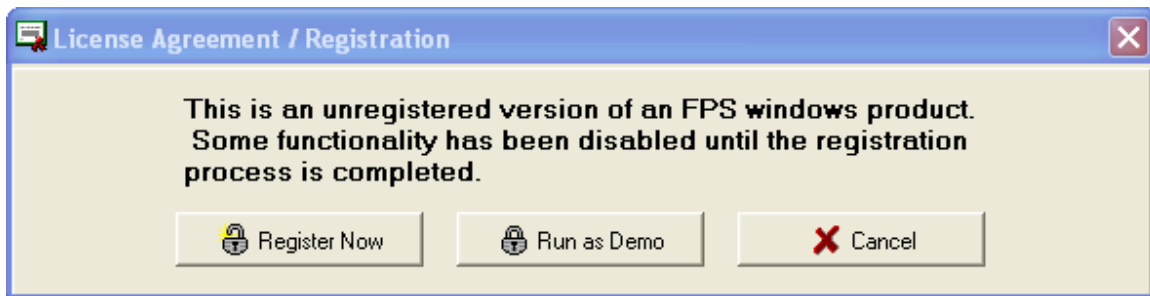 License Agreement / Registration
This is an unregistered version of an FPS windows product.
Some functionality has been disabled until the registration
process is completed.
Register Now Run as Demo Cancel